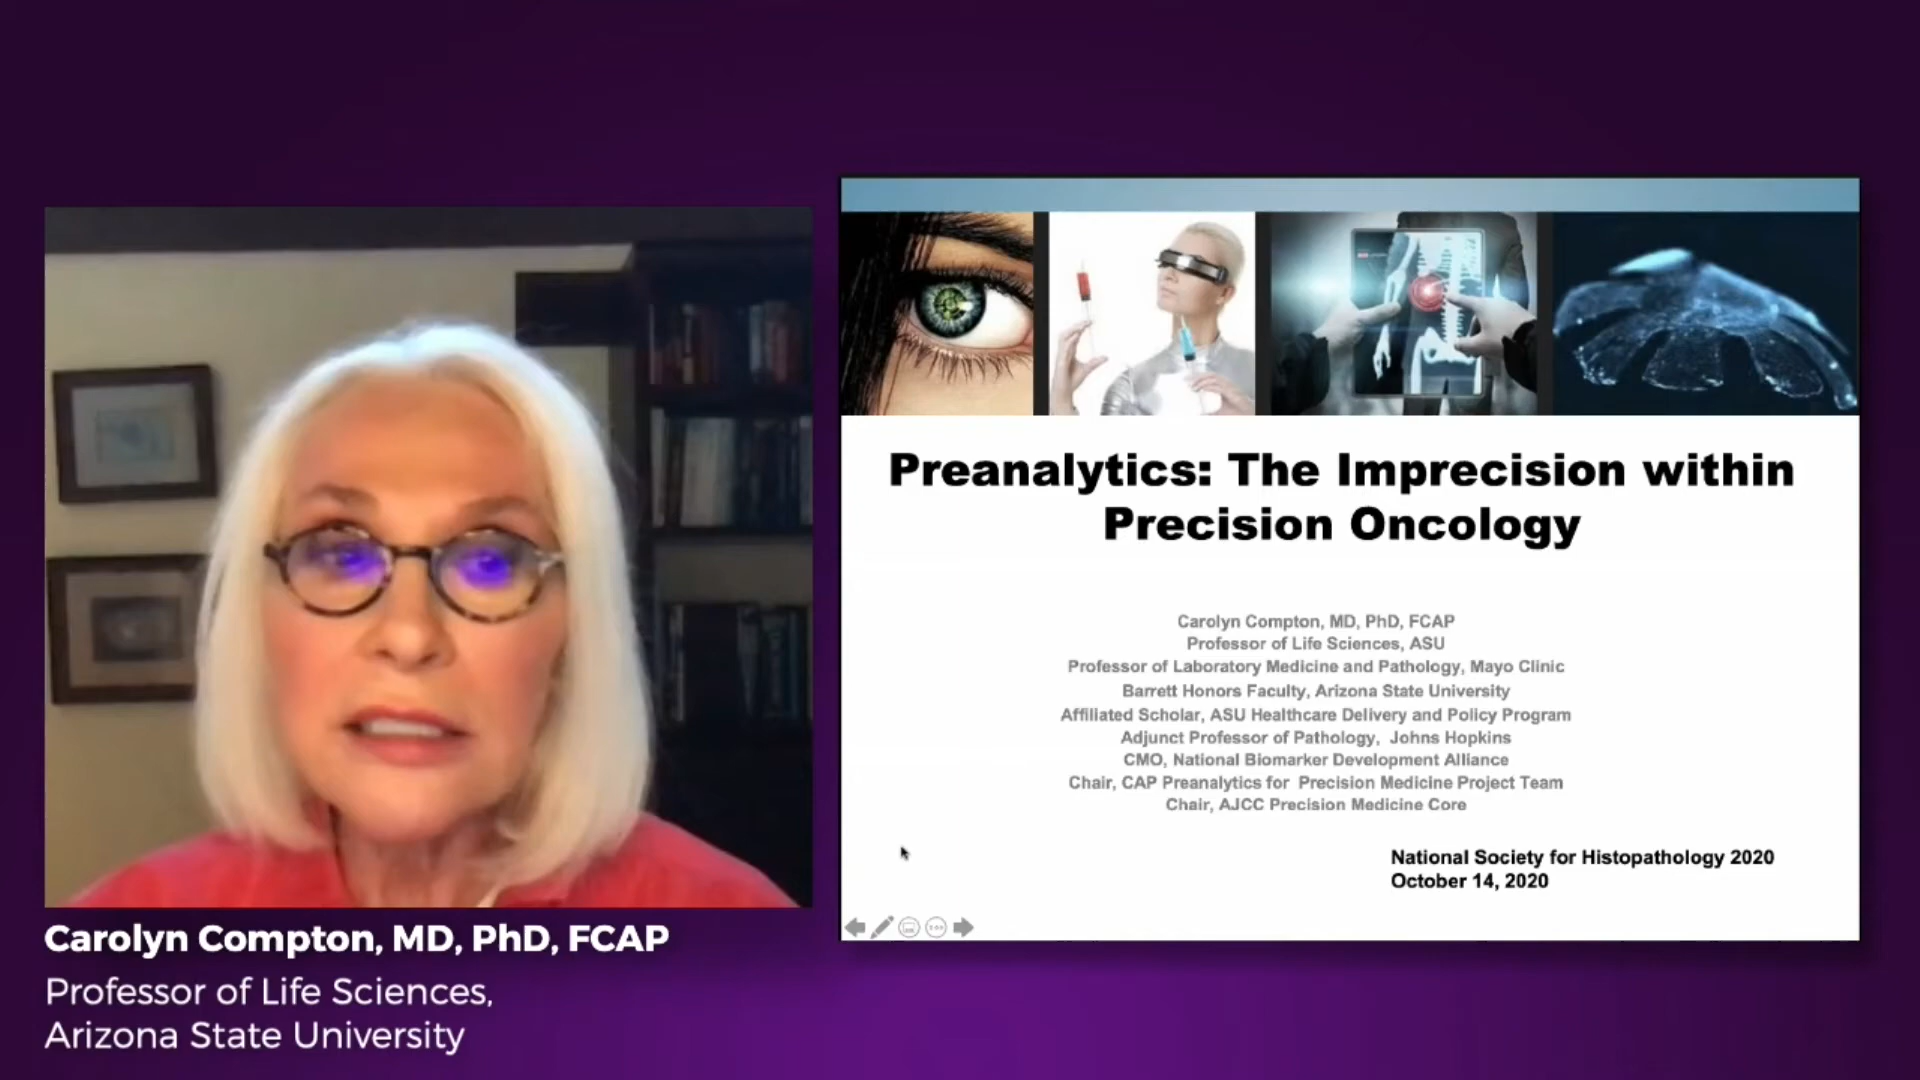 Preanalytics: The Imprecision within
Precision Oncology
Carolyn Compton, MD, PhD, FCAP
Professor of Life Sciences, ASU
Professor of Laboratory Medicine and Pathology, Mayo Clinic
Barrett Honors Faculty, Arizona State University
Affiliated Scholar, ASU Healthcare Delivery and Policy Program
Adjunct Professor of Pathology, Johns Hopkins
CMO, National Biomarker Development Alliance
Chair, CAP Preanalytics for Precision Medicine Project Team
Chair, AJCC Precision Medicine Core
National Society for Histopathology 2020
October 14, 2020
Carolyn Compton, MD, PhD, FCAP
Professor of Life Sciences,
Arizona State University